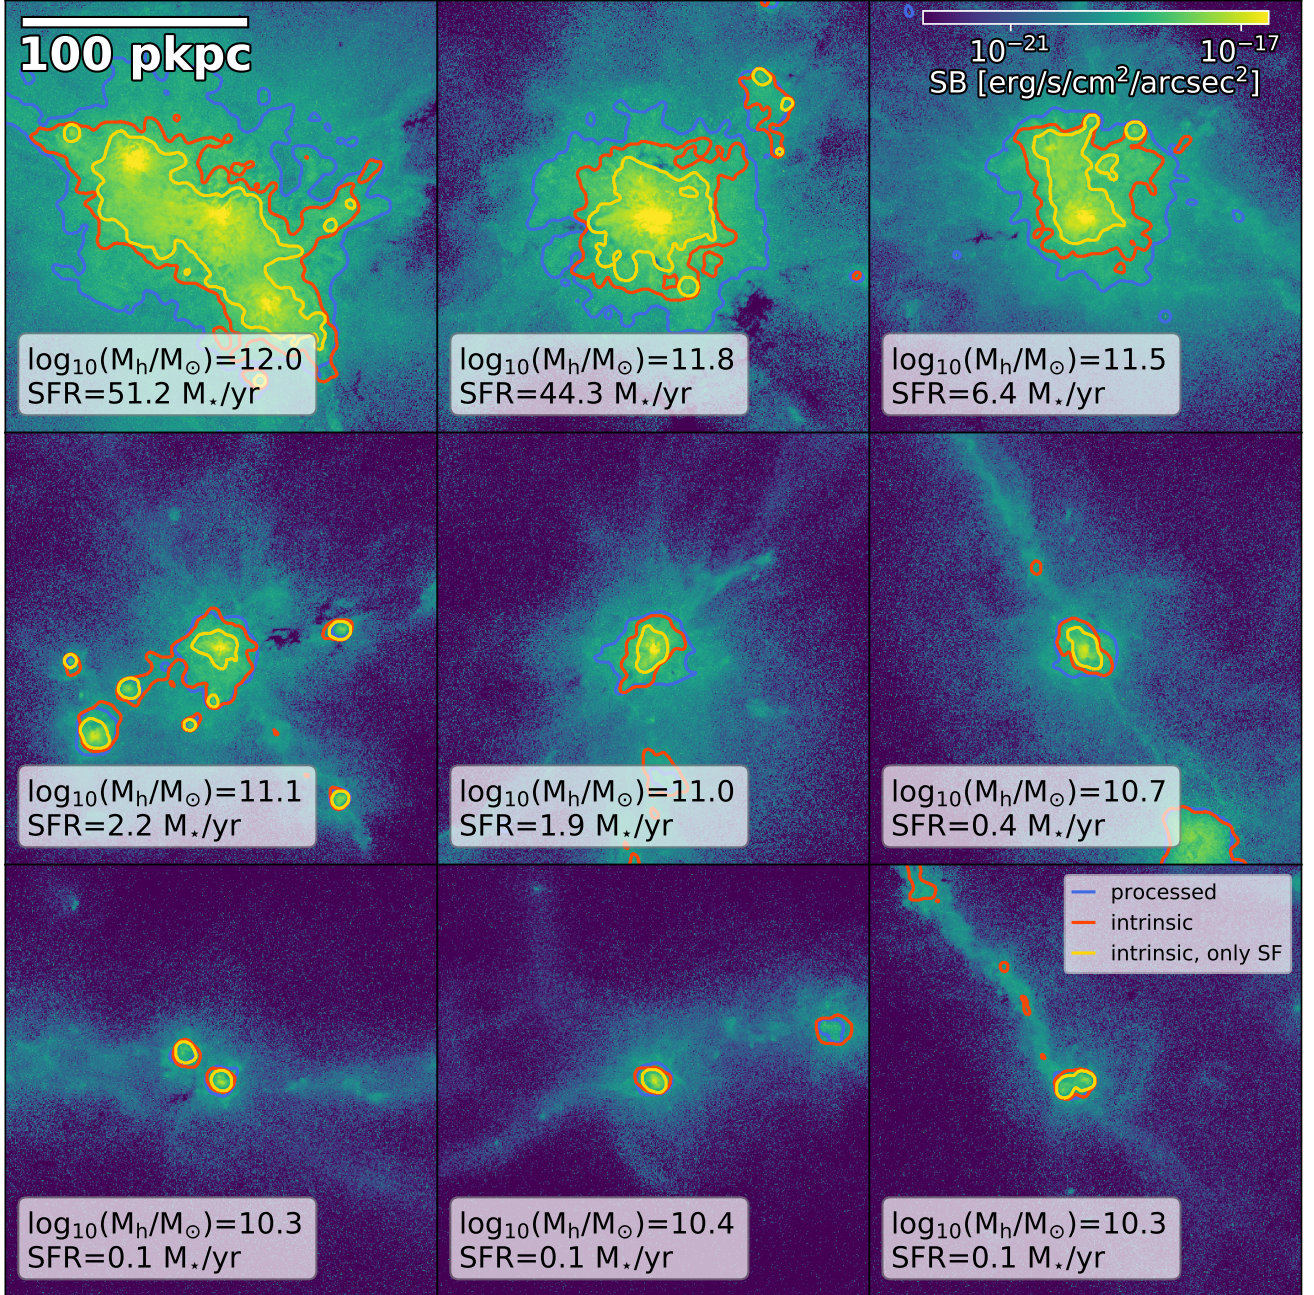 100 pkpc
10⁻²¹ 10⁻¹⁷
SB [erg/s/cm²/arcsec²]
log₁₀(Mₕ/M☉)=12.0
SFR=51.2 M⋆/yr
log₁₀(Mₕ/M☉)=11.8
SFR=44.3 M⋆/yr
log₁₀(Mₕ/M☉)=11.5
SFR=6.4 M⋆/yr
log₁₀(Mₕ/M☉)=11.1
SFR=2.2 M⋆/yr
log₁₀(Mₕ/M☉)=11.0
SFR=1.9 M⋆/yr
log₁₀(Mₕ/M☉)=10.7
SFR=0.4 M⋆/yr
processed
intrinsic
intrinsic, only SF
log₁₀(Mₕ/M☉)=10.3
SFR=0.1 M⋆/yr
log₁₀(Mₕ/M☉)=10.4
SFR=0.1 M⋆/yr
log₁₀(Mₕ/M☉)=10.3
SFR=0.1 M⋆/yr